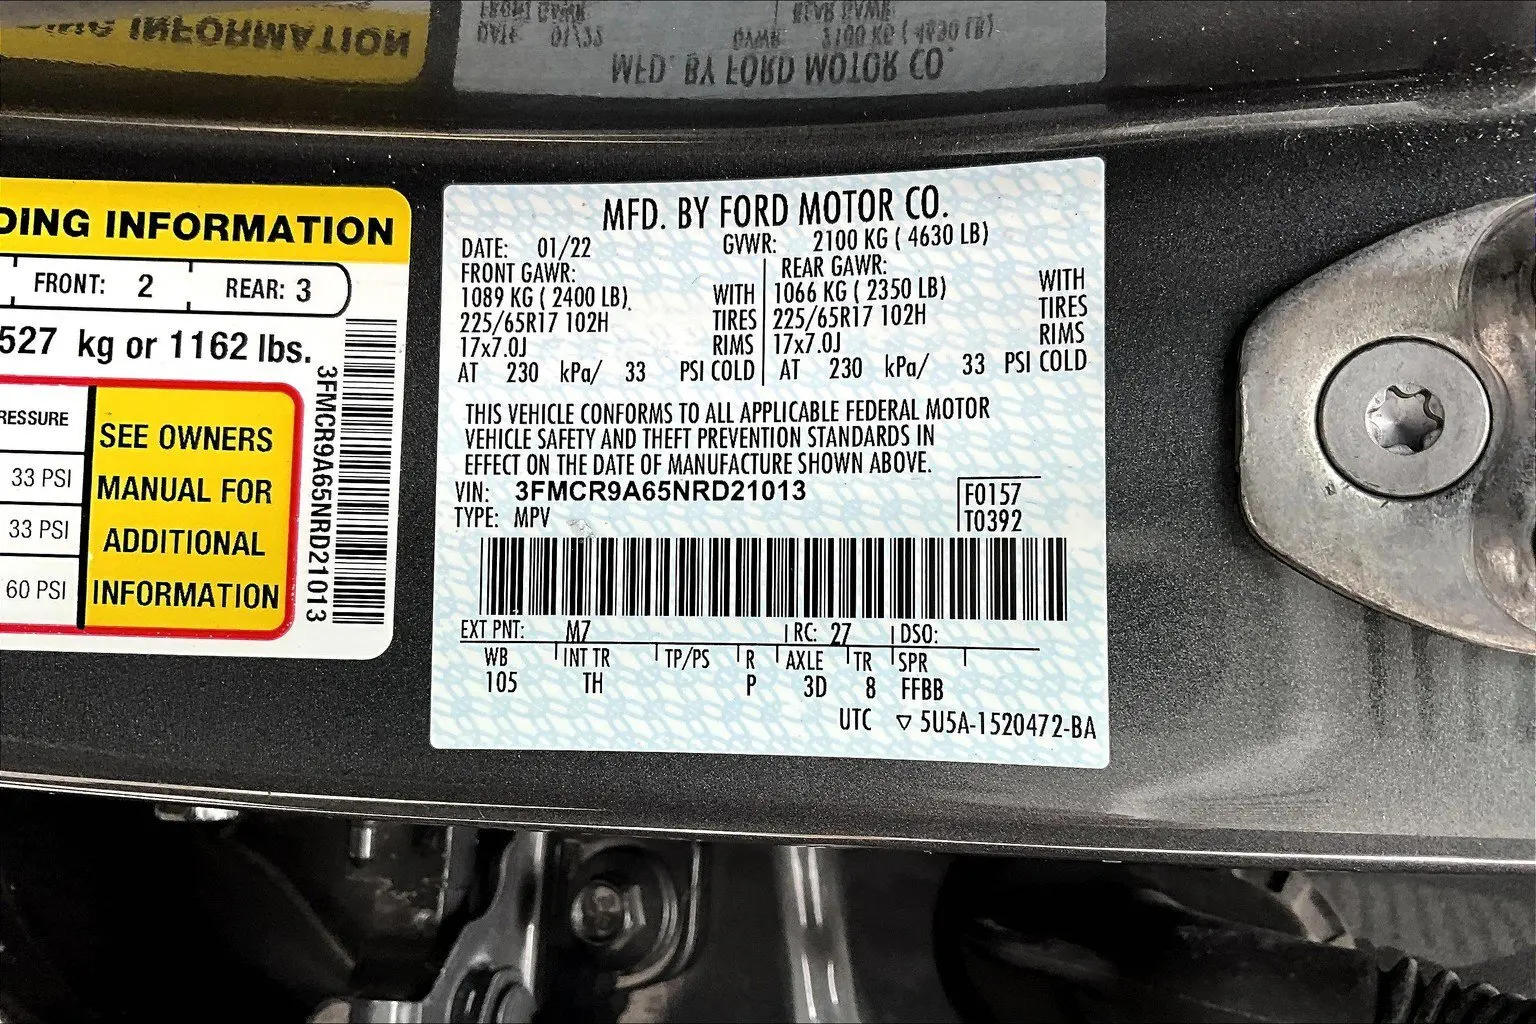 DING INFORMATION
FRONT: 2 REAR: 3
527 kg or 1162 lbs.
RESSURE
33 PSI
33 PSI
60 PSI
SEE OWNERS
MANUAL FOR
ADDITIONAL
INFORMATION
3FMCR9A65NRD21013
MFD. BY FORD MOTOR CO.
DATE: 01/22 GVWR: 2100 KG ( 4630 LB)
FRONT GAWR: REAR GAWR:
1089 KG ( 2400 LB) WITH 1066 KG ( 2350 LB) WITH
225/65R17 102H TIRES 225/65R17 102H TIRES
17x7.0J RIMS 17x7.0J RIMS
AT 230 kPa/ 33 PSI COLD AT 230 kPa/ 33 PSI COLD
THIS VEHICLE CONFORMS TO ALL APPLICABLE FEDERAL MOTOR
VEHICLE SAFETY AND THEFT PREVENTION STANDARDS IN
EFFECT ON THE DATE OF MANUFACTURE SHOWN ABOVE.
VIN: 3FMCR9A65NRD21013 F0157
TYPE: MPV T0392
EXT PNT: M7 RC: 27 DSO:
WB INT TR TP/PS R AXLE TR SPR
105 TH P 3D 8 FFBB
UTC ▽ 5U5A-1520472-BA